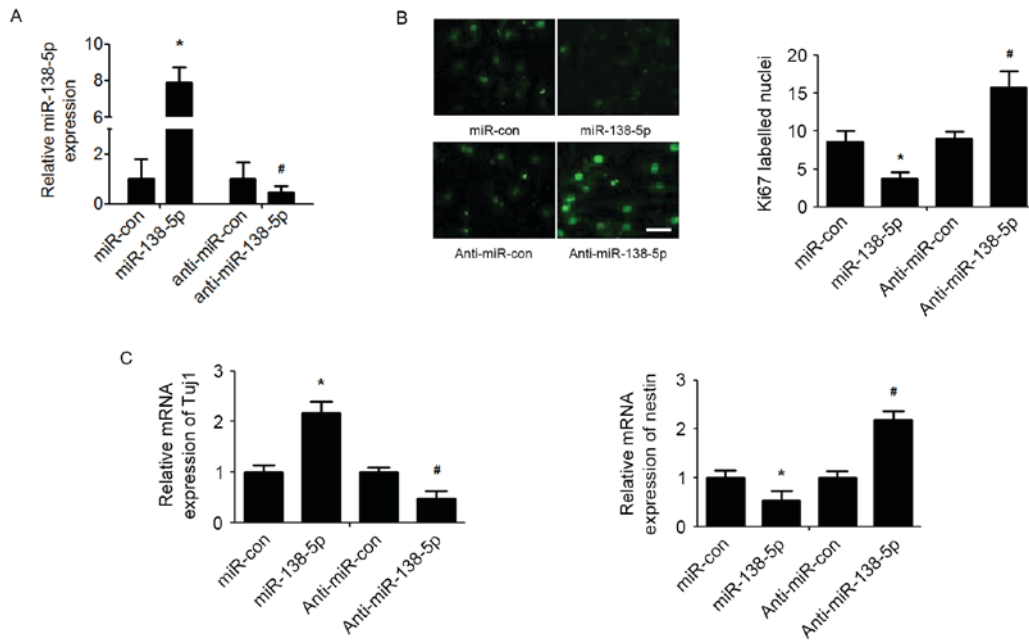 A
Relative miR-138-5p
expression
10
8
6
2
0
miR-con
miR-138-5p
anti-miR-con
anti-miR-138-5p
*
#
B
miR-con
miR-138-5p
Anti-miR-con
Anti-miR-138-5p
Ki67 labelled nuclei
20
15
10
5
0
miR-con
miR-138-5p
Anti-miR-con
Anti-miR-138-5p
*
#
C
Relative mRNA
expression of Tuj1
3
2
1
0
miR-con
miR-138-5p
Anti-miR-con
Anti-miR-138-5p
*
#
Relative mRNA
expression of nestin
3
2
1
0
miR-con
miR-138-5p
Anti-miR-con
Anti-miR-138-5p
*
#